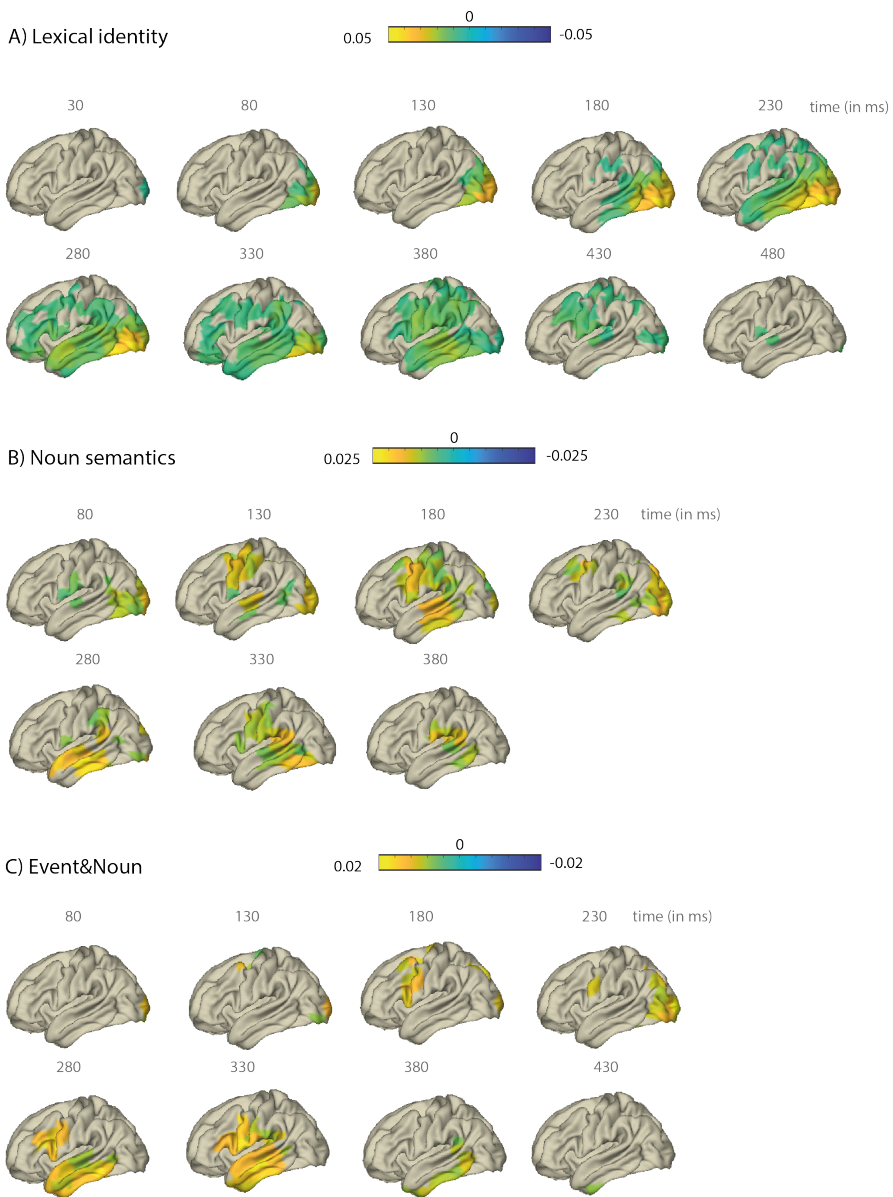 0
A) Lexical identity
0.05
-0.05
30 80 130 180 230 time (in ms)
280 330 380 430 480
0
B) Noun semantics
0.025
-0.025
80 130 180 230 time (in ms)
280 330 380
0
C) Event&Noun
0.02
-0.02
80 130 180 230 time (in ms)
280 330 380 430